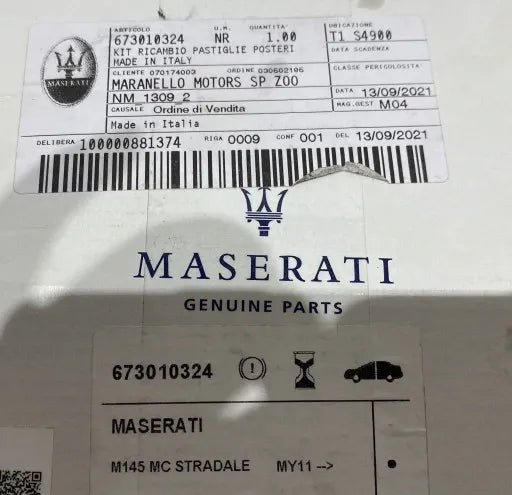 ARTICOLO U.M. QUANTITA' UBICAZIONE
673010324 NR 1.00 T1 S4900
KIT RICAMBIO PASTIGLIE POSTERI
MADE IN ITALY
DATA SCADENZA
CLIENTE 070174003 ORDINE 030602186
CLASSE PERICOLOSITA'
MARANELLO MOTORS SP ZOO
NM_1309_2
DATA 13/09/2021
CAUSALE Ordine di Vendita
MAG.GEST M04
Made in Italia
DELIBERA 100000881374 RIGA 0009 CONF 001 DEL 13/09/2021
MASERATI
MASERATI
GENUINE PARTS
673010324
MASERATI
M145 MC STRADALE MY11 -->